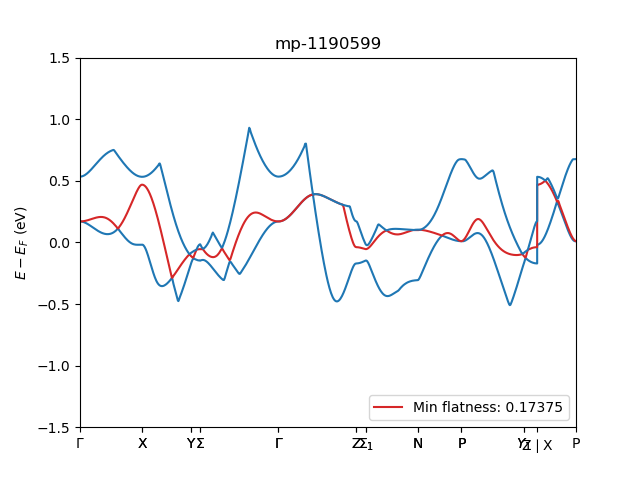 mp-1190599
E − E_F (eV)
1.5
1.0
0.5
0.0
−0.5
−1.0
−1.5
Min flatness: 0.17375
Γ X Y Σ Γ Z Σ₁ N P Y₁ Z | X P